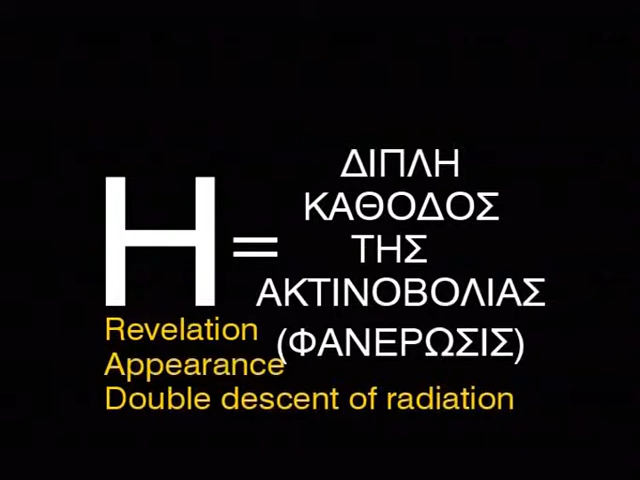 Η =
ΔΙΠΛΗ
ΚΑΘΟΔΟΣ
ΤΗΣ
ΑΚΤΙΝΟΒΟΛΙΑΣ
(ΦΑΝΕΡΩΣΙΣ)
Revelation
Appearance
Double descent of radiation